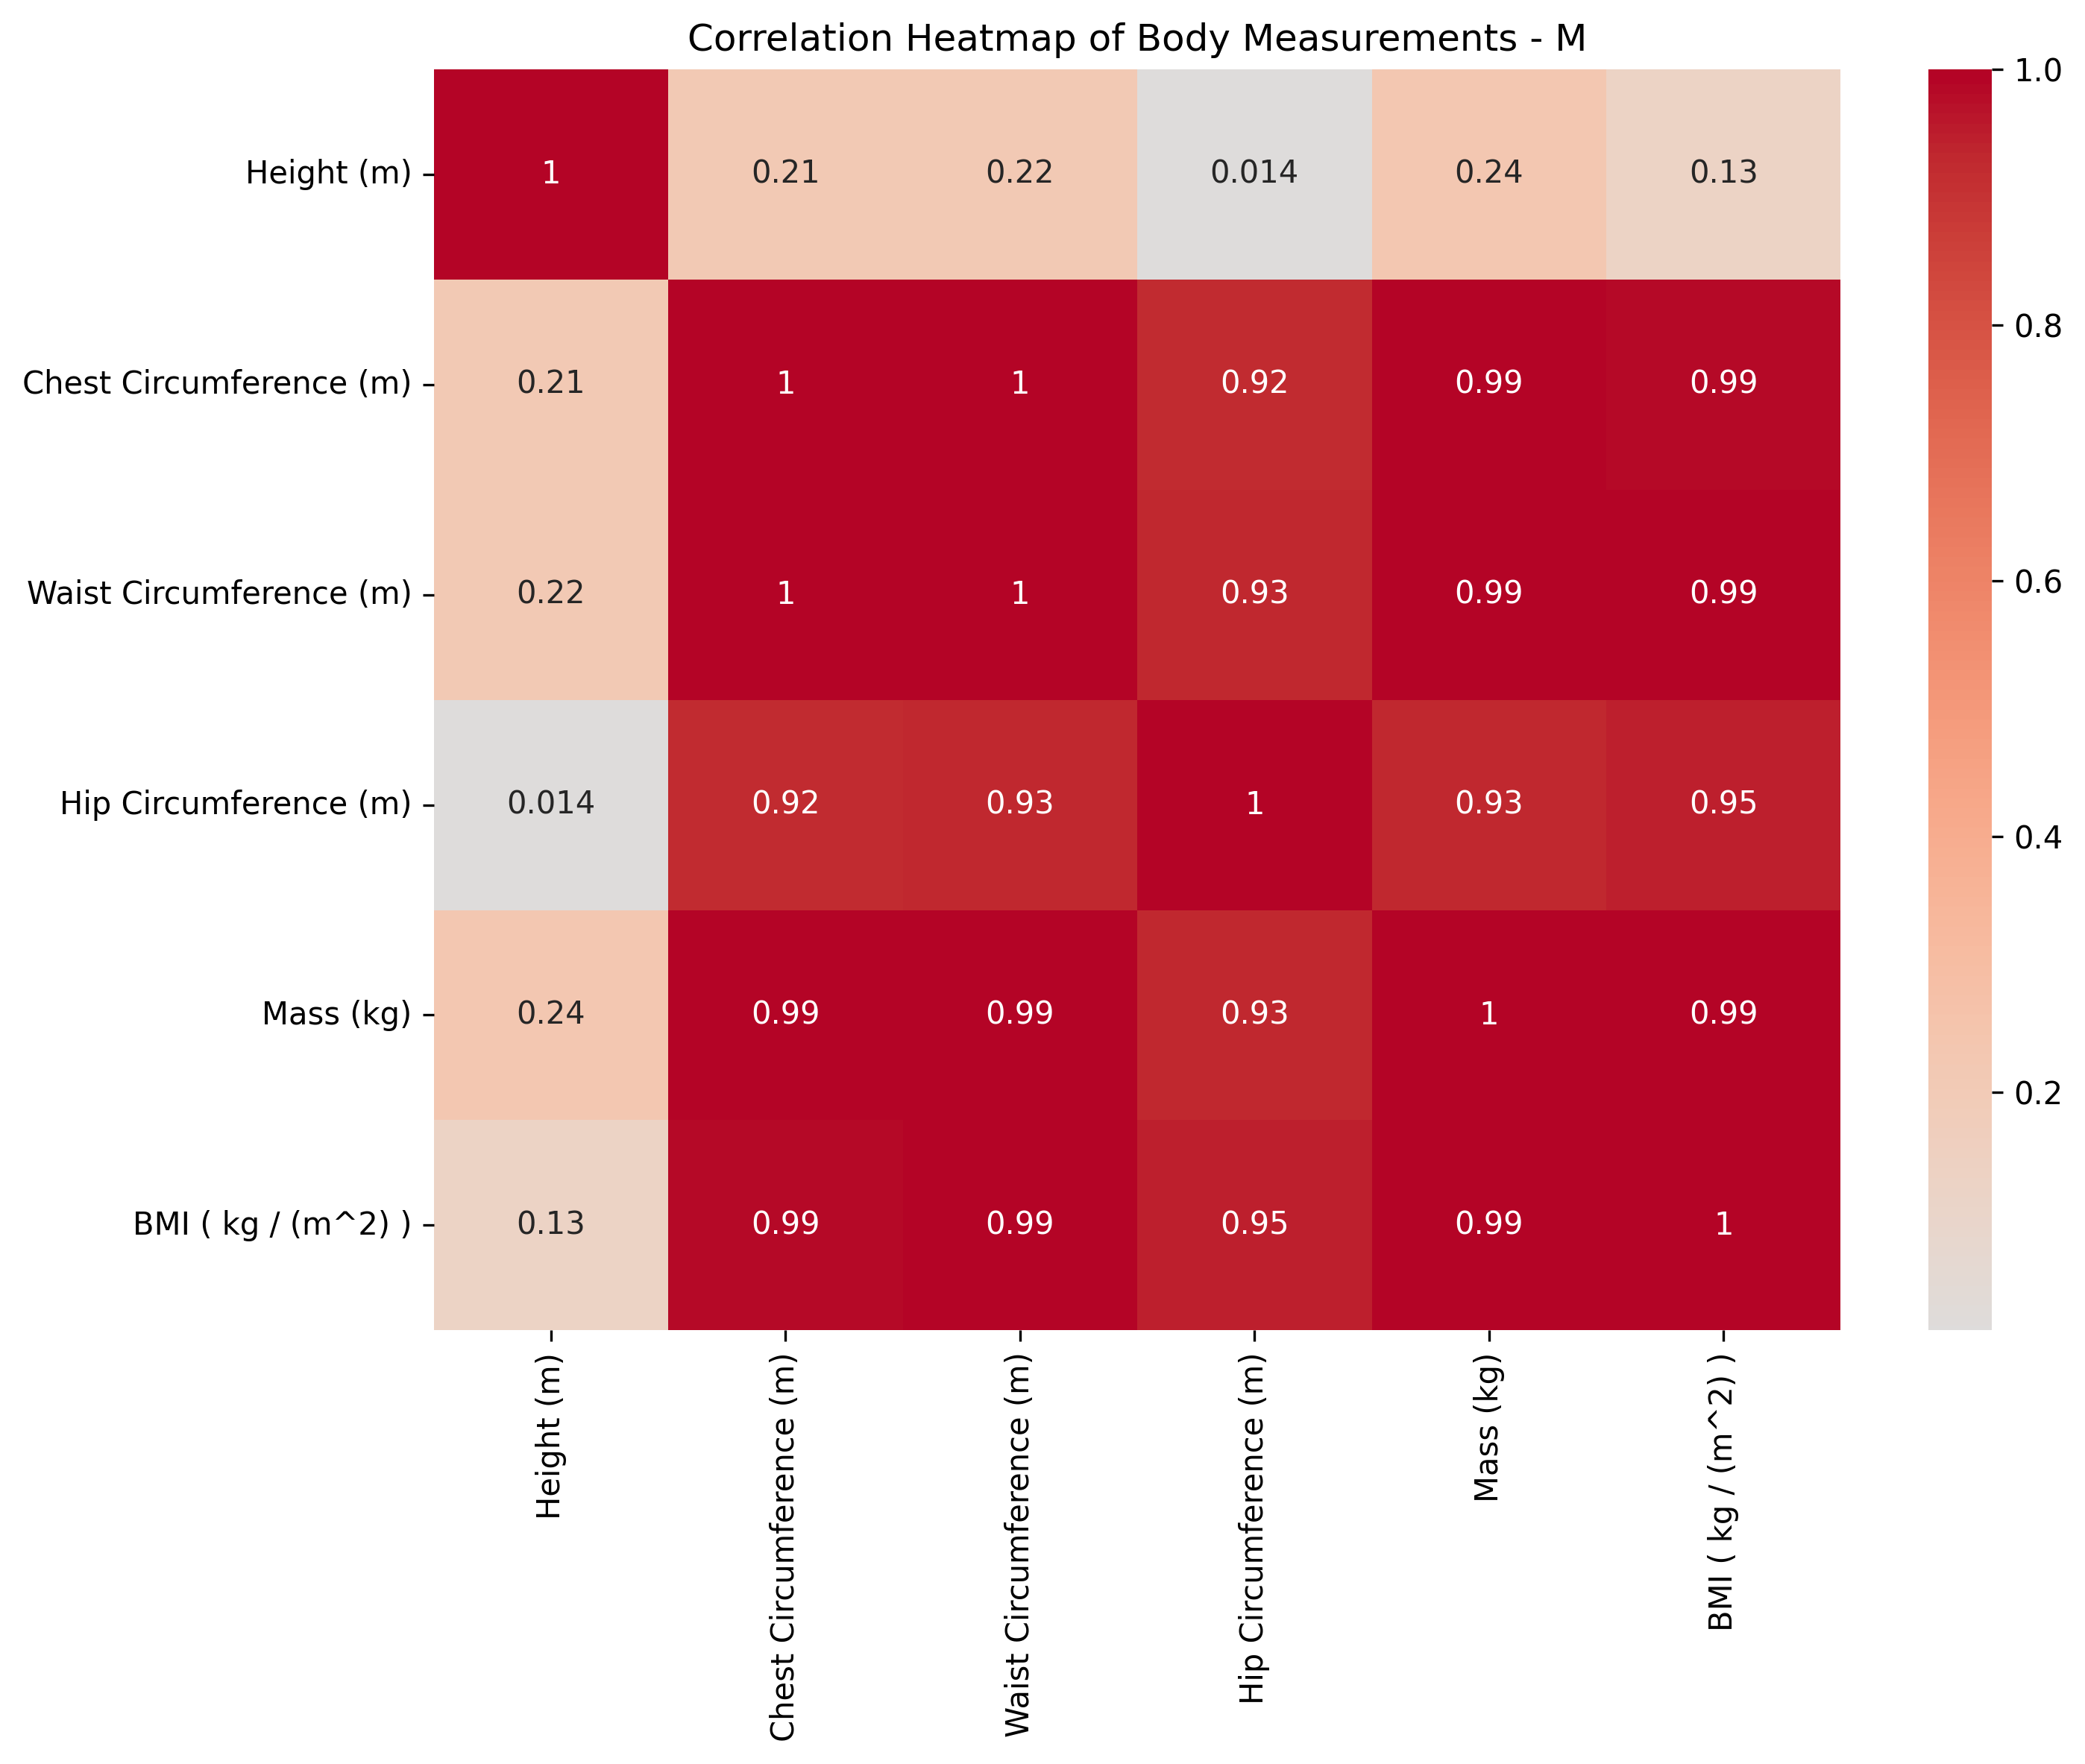 Correlation Heatmap of Body Measurements - M
Height (m)
1 0.21 0.22 0.014 0.24 0.13
Chest Circumference (m)
0.21 1 1 0.92 0.99 0.99
Waist Circumference (m)
0.22 1 1 0.93 0.99 0.99
Hip Circumference (m)
0.014 0.92 0.93 1 0.93 0.95
Mass (kg)
0.24 0.99 0.99 0.93 1 0.99
BMI ( kg / (m^2) )
0.13 0.99 0.99 0.95 0.99 1
Height (m)
Chest Circumference (m)
Waist Circumference (m)
Hip Circumference (m)
Mass (kg)
BMI ( kg / (m^2) )
1.0
0.8
0.6
0.4
0.2